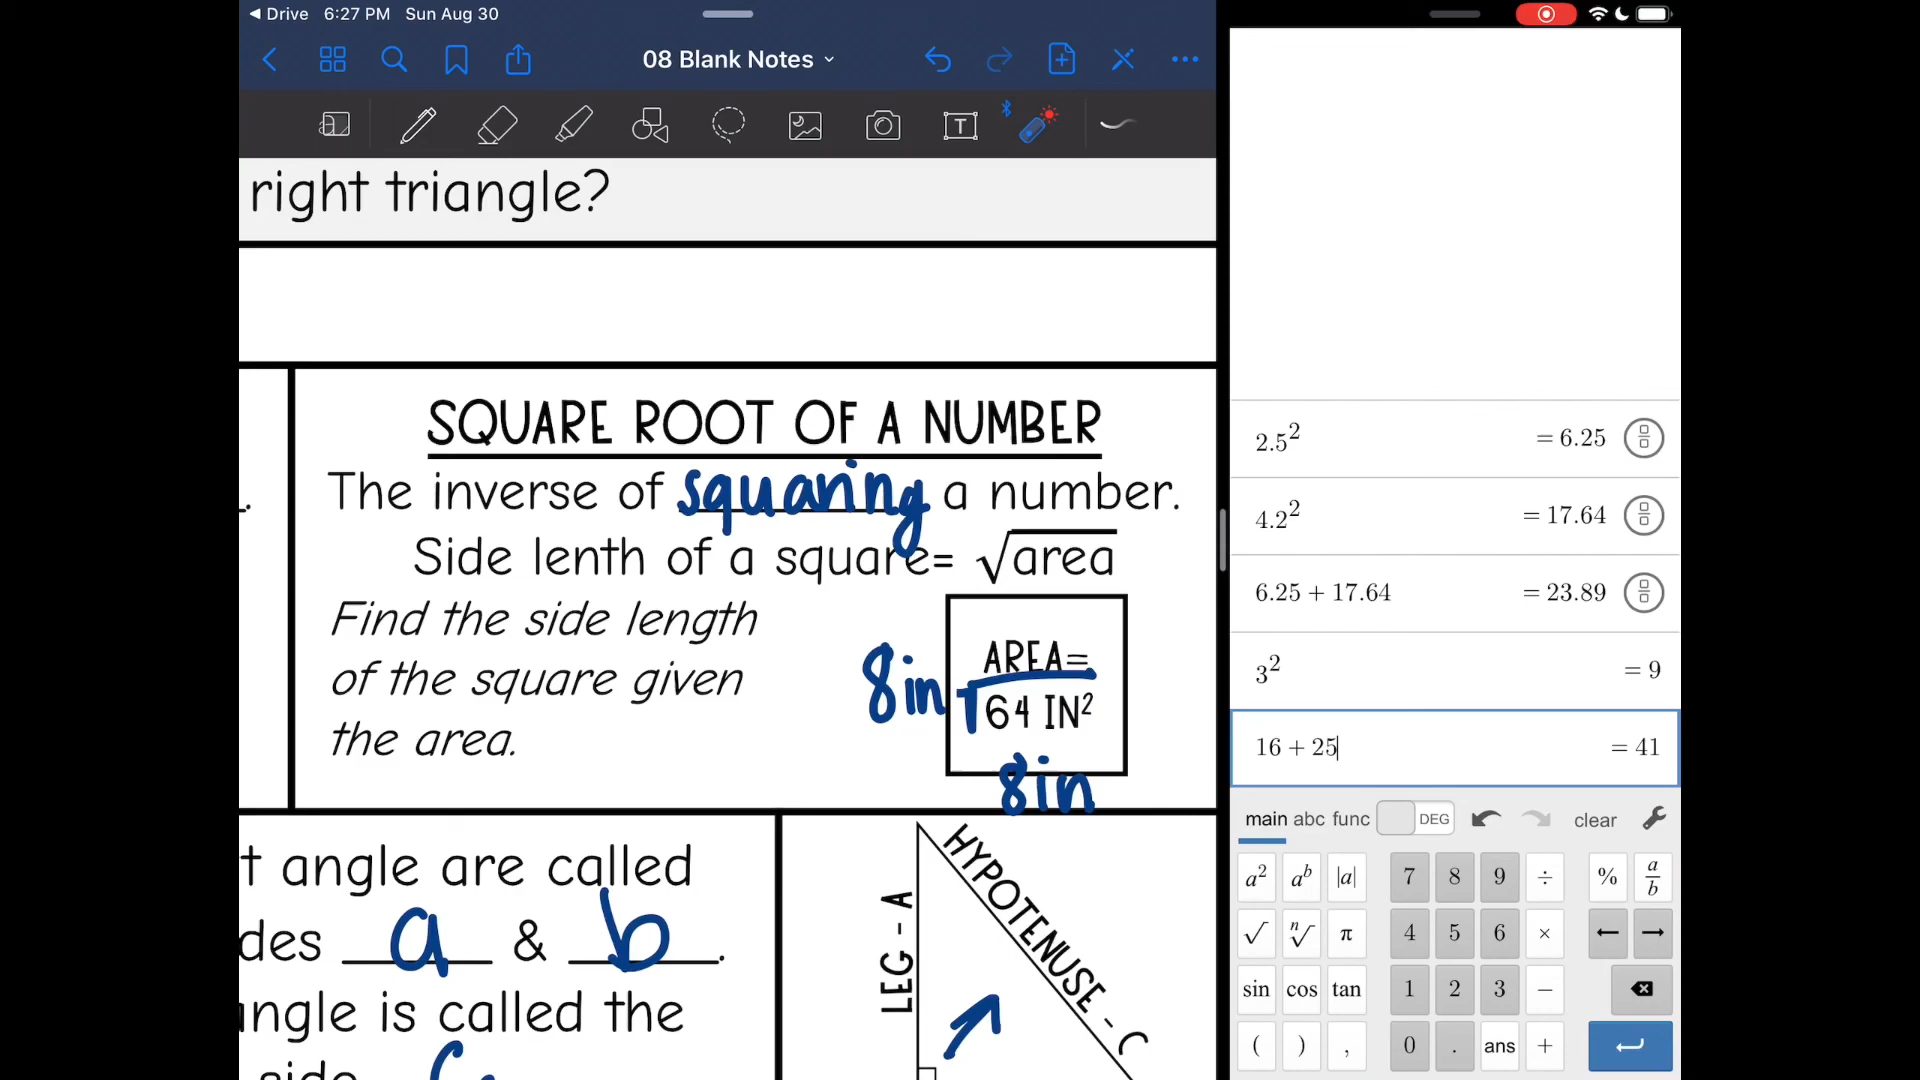 Drive 6:27 PM Sun Aug 30
08 Blank Notes
T
right triangle?
SQUARE ROOT OF A NUMBER
The inverse of squaring a number.
Side lenth of a square= √area
Find the side length
of the square given
the area.
AREA=
√64 IN²
8in
8in
t angle are called
des a & b.
angle is called the
side c
LEG - A
HYPOTENUSE - C
2.5² = 6.25
4.2² = 17.64
6.25 + 17.64 = 23.89
3² = 9
16 + 25 = 41
main abc func DEG clear
a² aᵇ |a| 7 8 9 ÷ % a/b
√ ⁿ√ π 4 5 6 × ← →
sin cos tan 1 2 3 −
( ) , 0 . ans +